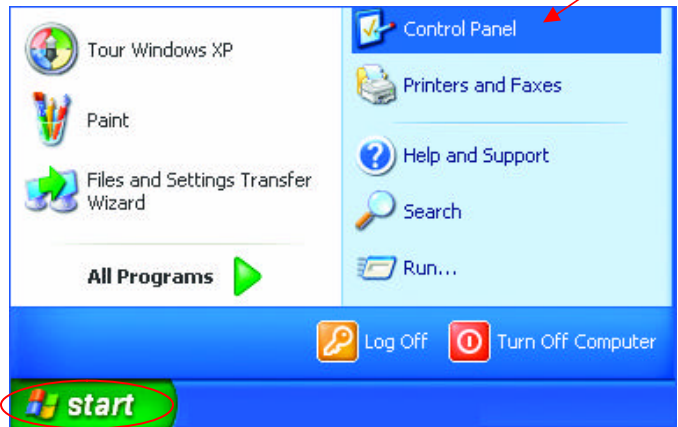 Tour Windows XP
Paint
Files and Settings Transfer
Wizard
All Programs
Control Panel
Printers and Faxes
Help and Support
Search
Run...
Log Off
Turn Off Computer
start